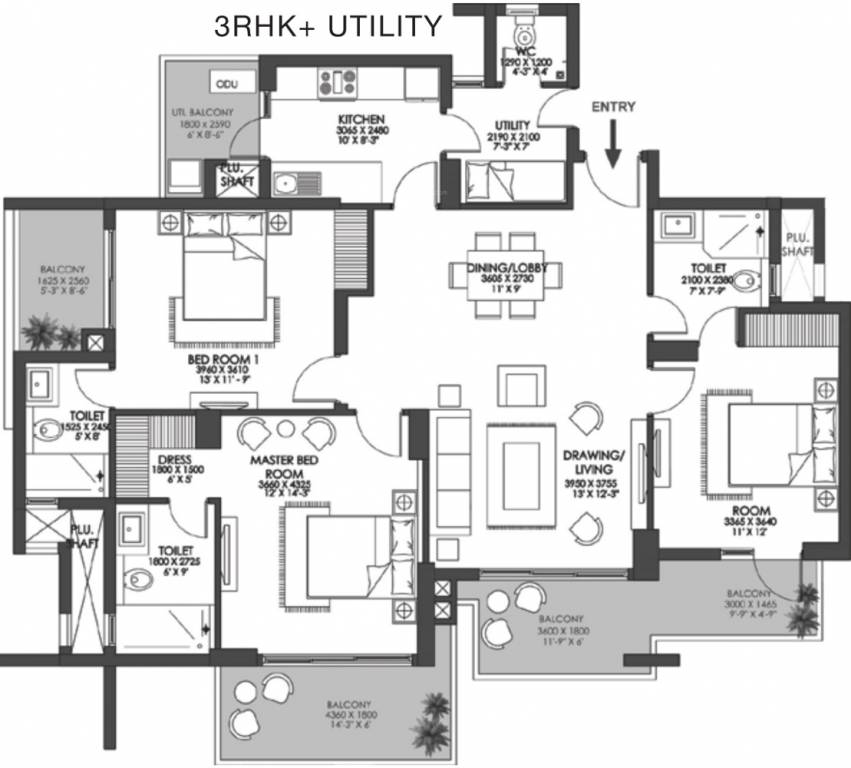 3RHK+ UTILITY
WC
1290 X 1200
4'-3" X 4'
ODU
UTI. BALCONY
1800 X 2590
6' X 8'-6"
KITCHEN
3065 X 2480
10' X 8'-3"
UTILITY
2190 X 2100
7'-3" X 7'
ENTRY
PLU.
SHAFT
BALCONY
1625 X 2560
5'-3" X 8'-6"
DINING/LOBBY
3605 X 2730
11' X 9'
TOILET
2100 X 2380
7' X 7'-9"
PLU.
SHAFT
BED ROOM 1
3960 X 3610
13' X 11' - 9"
TOILET
1525 X 2450
5' X 8'
DRESS
1800 X 1500
6' X 5'
MASTER BED
ROOM
3660 X 4325
12' X 14'-3"
DRAWING/
LIVING
3950 X 3755
13' X 12'-3"
ROOM
3365 X 3640
11' X 12'
PLU.
SHAFT
TOILET
1800 X 2725
6' X 9'
BALCONY
3600 X 1800
11'-9" X 6'
BALCONY
3000 X 1465
9'-9" X 4'-9"
BALCONY
4360 X 1800
14'-3" X 6'